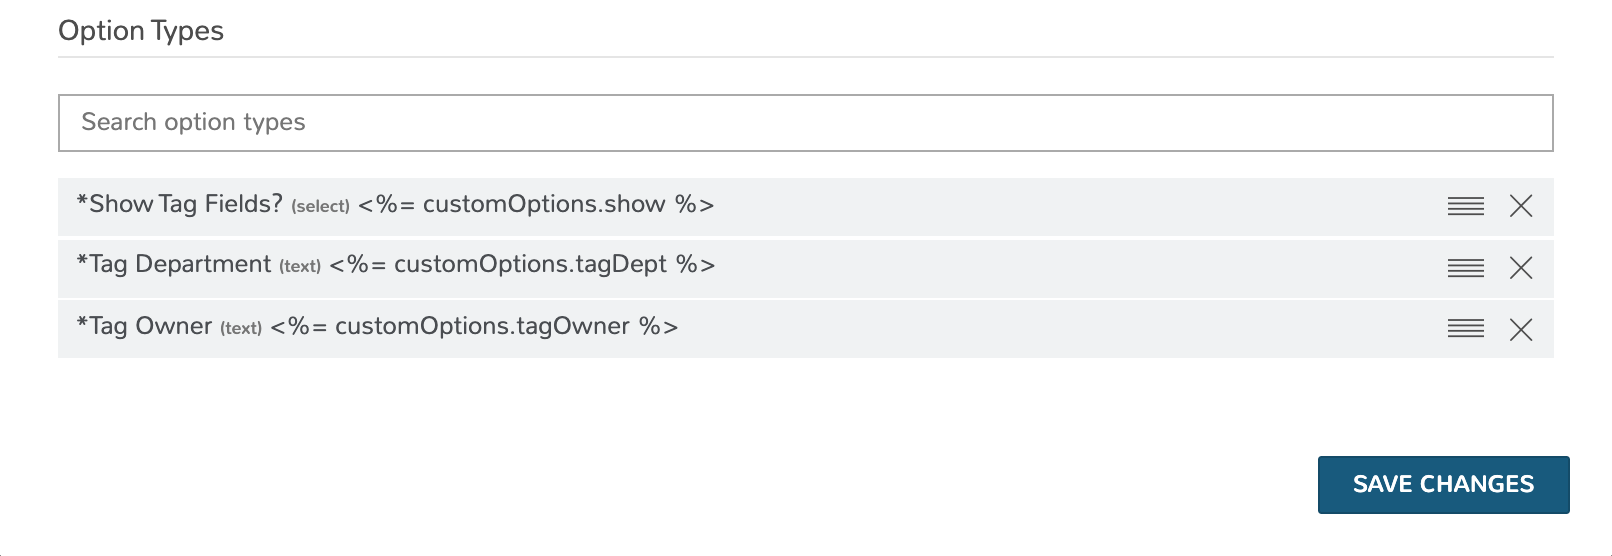 Option Types
Search option types
*Show Tag Fields? (select) <%= customOptions.show %>
*Tag Department (text) <%= customOptions.tagDept %>
*Tag Owner (text) <%= customOptions.tagOwner %>
SAVE CHANGES